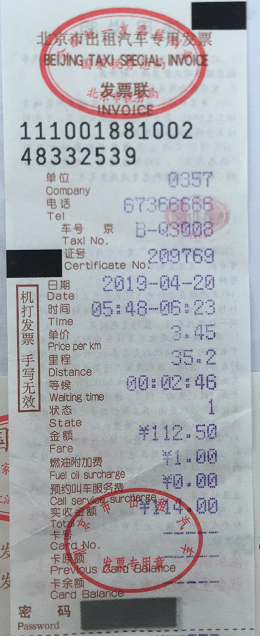 北京市出租汽车专用发票
BEIJING TAXI SPECIAL INVOICE
发票联
INVOICE
111001881002
48332539
单位 0357
Company
电话 67366666
Tel
车号 京 B-Q3008
Taxi No.
证号 209769
Certificate No.
日期 2019-04-20
Date
时间 05:48-06:23
Time
单价 3.45
Price per km
里程 35.2
Distance
等候 00:02:46
Waiting time
状态 1
State
金额 ¥112.50
Fare
燃油附加费 ¥1.00
Fuel oil surcharge
预约叫车服务费 ¥0.00
Call service surcharge
实收金额 ¥114.00
Total
卡号
Card No.
卡原额
Previous Card Balance
卡余额
Card Balance
密码
Password
机打发票 手写无效
发票专用章